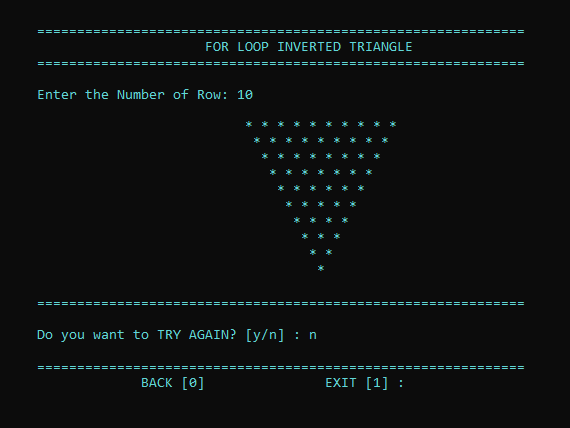 =============================================================
FOR LOOP INVERTED TRIANGLE
=============================================================
Enter the Number of Row: 10
* * * * * * * * * *
* * * * * * * * *
* * * * * * * *
* * * * * * *
* * * * * *
* * * * *
* * * *
* * *
* *
*
=============================================================
Do you want to TRY AGAIN? [y/n] : n
=============================================================
BACK [0] EXIT [1] :